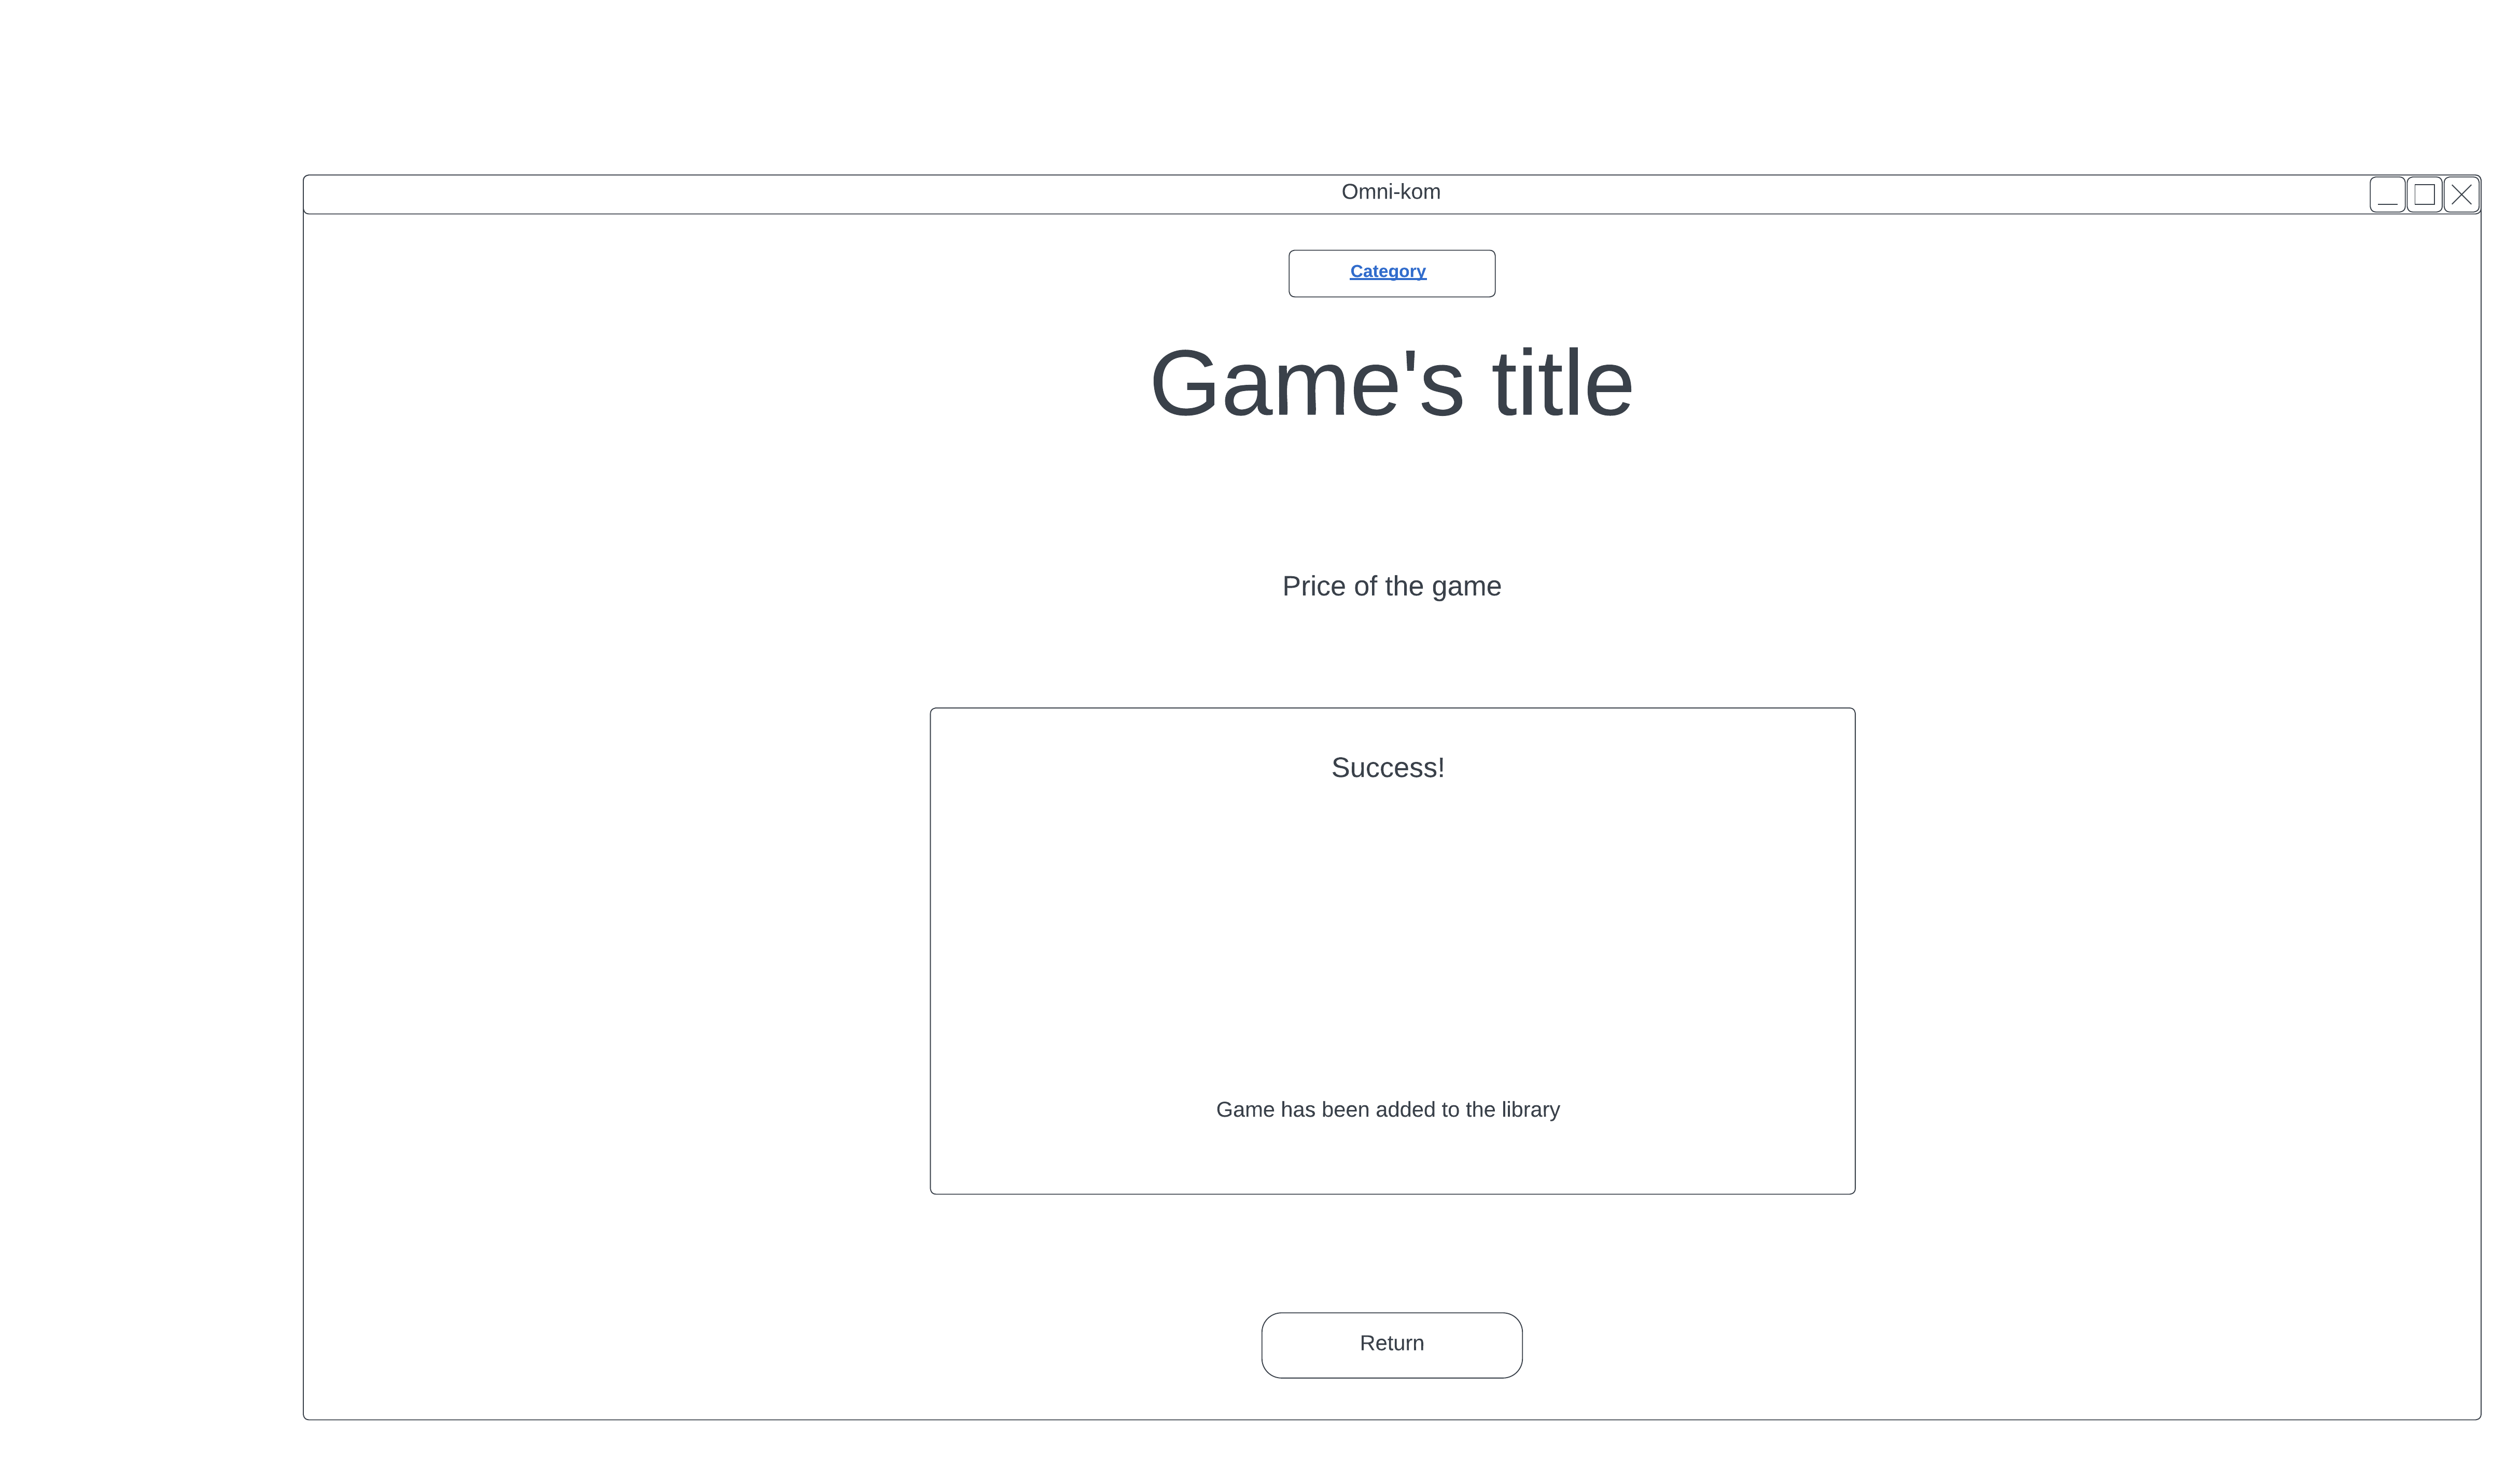 Omni-kom
Category
Game's title
Price of the game
Success!
Game has been added to the library
Return